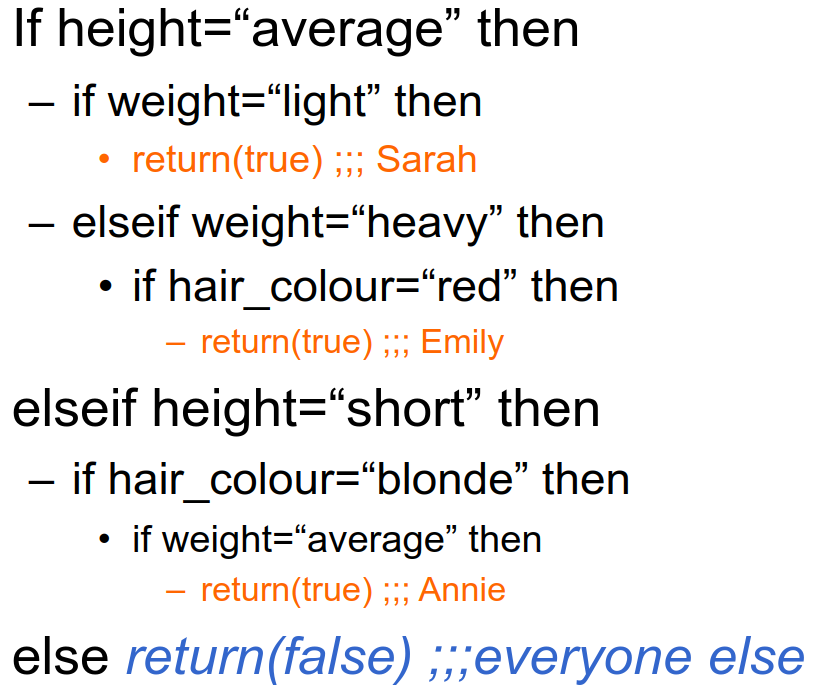 If height=“average” then
– if weight=“light” then
• return(true) ;;; Sarah
– elseif weight=“heavy” then
• if hair_colour=“red” then
– return(true) ;;; Emily
elseif height=“short” then
– if hair_colour=“blonde” then
• if weight=“average” then
– return(true) ;;; Annie
else return(false) ;;;everyone else